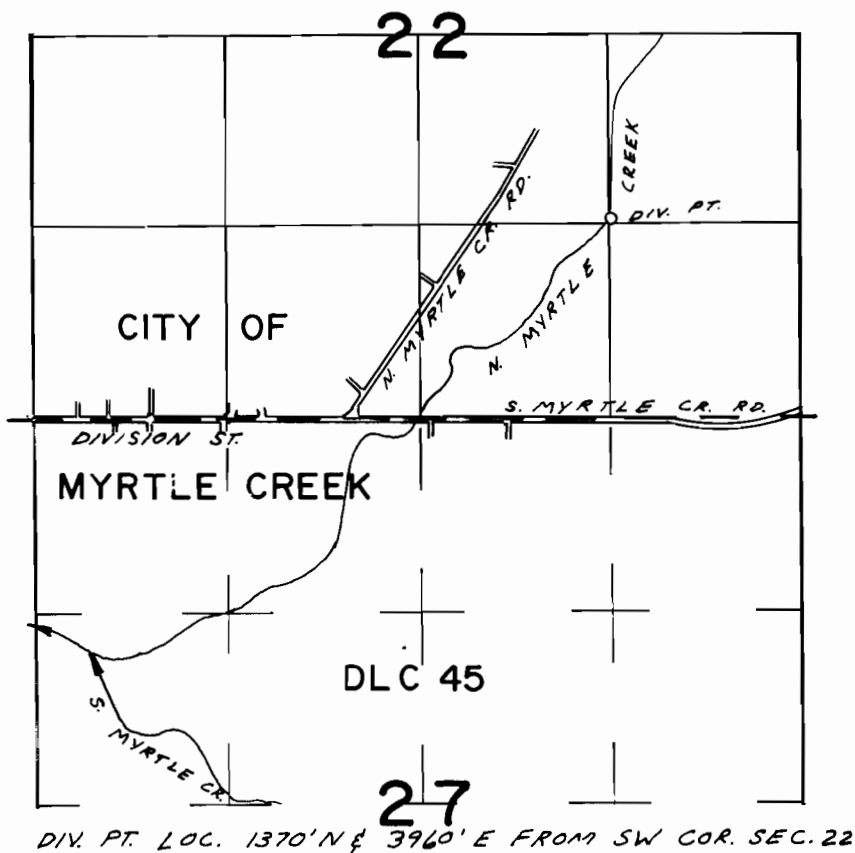 22
CREEK
DIV. PT.
N. MYRTLE CR. RD.
N. MYRTLE
CITY OF
S. MYRTLE CR. RD.
DIVISION ST.
MYRTLE CREEK
DLC 45
S. MYRTLE CR.
27
DIV. PT. LOC. 1370' N & 3960' E FROM SW COR. SEC. 22